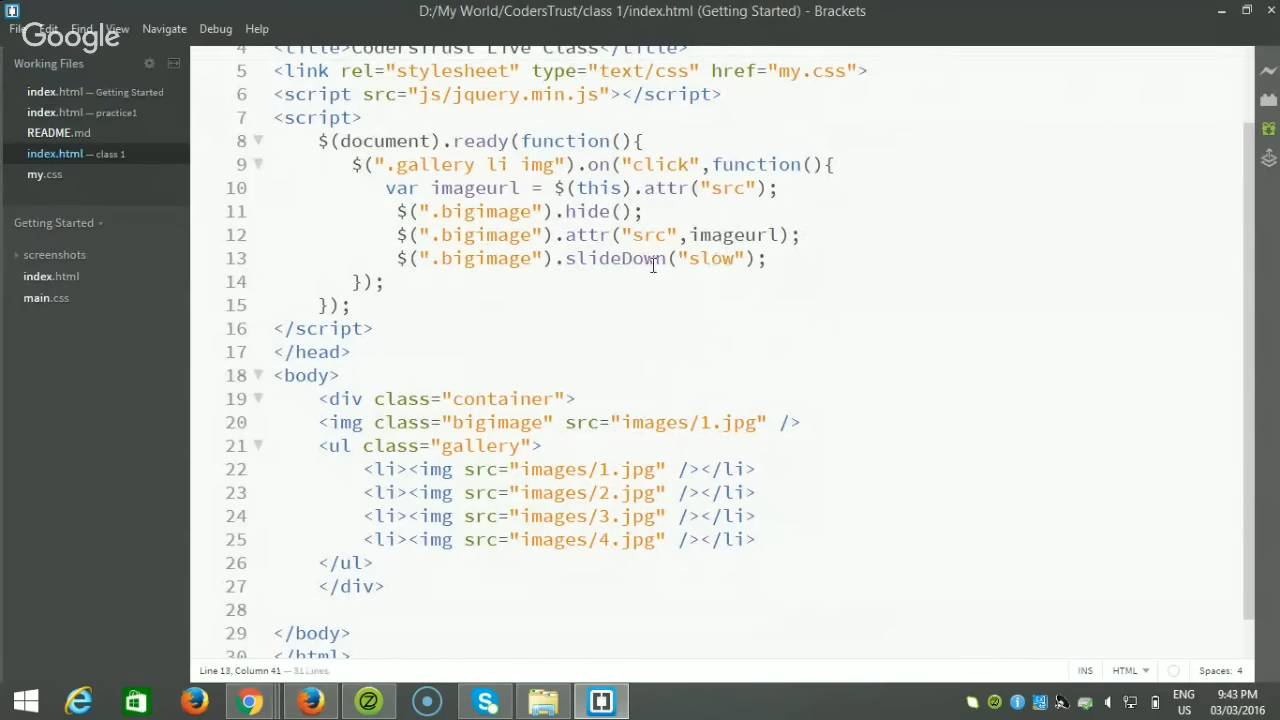 D:/My World/CodersTrust/class 1/index.html (Getting Started) - Brackets
File Edit Find View Navigate Debug Help
Google
Working Files
index.html — Getting Started
index.html — practice1
README.md
index.html — class 1
my.css
Getting Started
screenshots
index.html
main.css
4 <title>CodersTrust Live Class</title>
5 <link rel="stylesheet" type="text/css" href="my.css">
6 <script src="js/jquery.min.js"></script>
7 <script>
8 $(document).ready(function(){
9 $(".gallery li img").on("click",function(){
10 var imageurl = $(this).attr("src");
11 $(".bigimage").hide();
12 $(".bigimage").attr("src",imageurl);
13 $(".bigimage").slideDown("slow");
14 });
15 });
16 </script>
17 </head>
18 <body>
19 <div class="container">
20 <img class="bigimage" src="images/1.jpg" />
21 <ul class="gallery">
22 <li><img src="images/1.jpg" /></li>
23 <li><img src="images/2.jpg" /></li>
24 <li><img src="images/3.jpg" /></li>
25 <li><img src="images/4.jpg" /></li>
26 </ul>
27 </div>
28
29 </body>
30 </html>
Line 13, Column 41 — 31 Lines
INS HTML Spaces: 4
ENG 9:43 PM
US 03/03/2016